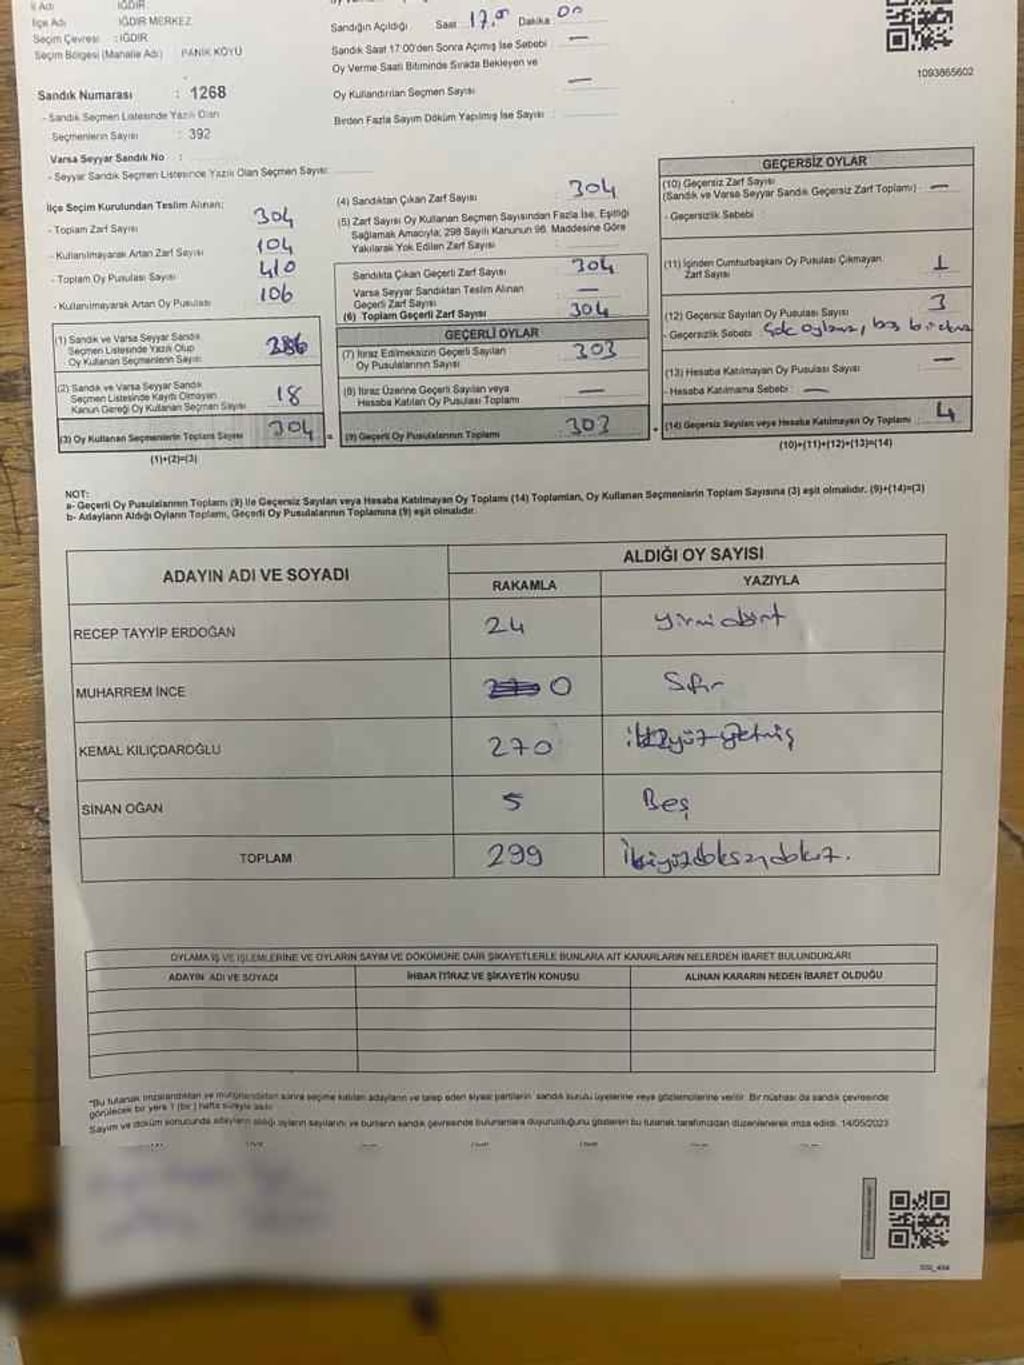 İli Adı IĞDIR
İlçe Adı IĞDIR MERKEZ
Seçim Çevresi : IĞDIR
Seçim Bölgesi (Mahalle Adı) PANİK KÖYÜ
Sandık Numarası : 1268
- Sandık Seçmen Listesinde Yazılı Olan
Seçmenlerin Sayısı : 392
Varsa Seyyar Sandık No :
- Seyyar Sandık Seçmen Listesinde Yazılı Olan Seçmen Sayısı:
Sandığın Açıldığı Saat 17.00 Dakika 00
Sandık Saat 17:00'den Sonra Açılmış İse Sebebi —
Oy Verme Saati Bitiminde Sırada Bekleyen ve
Oy Kullandırılan Seçmen Sayısı —
Birden Fazla Sayım Döküm Yapılmış İse Sayısı
1093865602
İlçe Seçim Kurulundan Teslim Alınan:
- Toplam Zarf Sayısı 304
- Kullanılmayarak Artan Zarf Sayısı 104
- Toplam Oy Pusulası Sayısı 410
- Kullanılmayarak Artan Oy Pusulası 106
(1) Sandık ve Varsa Seyyar Sandık
Seçmen Listesinde Yazılı Olup
Oy Kullanan Seçmenlerin Sayısı 286
(2) Sandık ve Varsa Seyyar Sandık
Seçmen Listesinde Kayıtlı Olmayan
Kanun Gereği Oy Kullanan Seçmen Sayısı 18
(3) Oy Kullanan Seçmenlerin Toplam Sayısı 304 =
(1)+(2)=(3)
(4) Sandıktan Çıkan Zarf Sayısı 304
(5) Zarf Sayısı Oy Kullanan Seçmen Sayısından Fazla İse, Eşitliği
Sağlamak Amacıyla; 298 Sayılı Kanunun 98. Maddesine Göre
Yakılarak Yok Edilen Zarf Sayısı
Sandıkta Çıkan Geçerli Zarf Sayısı 304
Varsa Seyyar Sandıktan Teslim Alınan
Geçerli Zarf Sayısı —
(6) Toplam Geçerli Zarf Sayısı 304
GEÇERLİ OYLAR
(7) İtiraz Edilmeksizin Geçerli Sayılan
Oy Pusulalarının Sayısı 303
(8) İtiraz Üzerine Geçerli Sayılan veya
Hesaba Katılan Oy Pusulası Toplamı —
(9) Geçerli Oy Pusulalarının Toplamı 303 +
GEÇERSİZ OYLAR
(10) Geçersiz Zarf Sayısı
(Sandık ve Varsa Seyyar Sandık Geçersiz Zarf Toplamı) —
- Geçersizlik Sebebi
(11) İçinden Cumhurbaşkanı Oy Pusulası Çıkmayan
Zarf Sayısı 1
(12) Geçersiz Sayılan Oy Pusulası Sayısı 3
- Geçersizlik Sebebi
(13) Hesaba Katılmayan Oy Pusulası Sayısı —
- Hesaba Katılmama Sebebi : —
(14) Geçersiz Sayılan veya Hesaba Katılmayan Oy Toplamı 4
(10)+(11)+(12)+(13)=(14)
NOT:
a- Geçerli Oy Pusulalarının Toplamı (9) ile Geçersiz Sayılan veya Hesaba Katılmayan Oy Toplamı (14) Toplamları, Oy Kullanan Seçmenlerin Toplam Sayısına (3) eşit olmalıdır. (9)+(14)=(3)
b- Adayların Aldığı Oyların Toplamı, Geçerli Oy Pusulalarının Toplamına (9) eşit olmalıdır.
ADAYIN ADI VE SOYADI
ALDIĞI OY SAYISI
RAKAMLA YAZIYLA
RECEP TAYYİP ERDOĞAN 24 Yirmidört
MUHARREM İNCE 0 Sıfır
KEMAL KILIÇDAROĞLU 270 ikiyüzyetmiş
SİNAN OĞAN 5 Beş
TOPLAM 299 ikiyüzdoksandokuz.
OYLAMA İŞ VE İŞLEMLERİNE VE OYLARIN SAYIM VE DÖKÜMÜNE DAİR ŞİKAYETLERLE BUNLARA AİT KARARLARIN NELERDEN İBARET BULUNDUKLARI
ADAYIN ADI VE SOYADI İHBAR İTİRAZ VE ŞİKAYETİN KONUSU ALINAN KARARIN NEDEN İBARET OLDUĞU
*Bu tutanak imzalandıktan ve mühürlendikten sonra seçime katılan adayların ve talep eden siyasi partilerin sandık kurulu üyelerine veya gözlemcilerine verilir. Bir nüshası da sandık çevresinde
görülecek bir yere 1 (bir ) hafta süreyle asılır.
Sayım ve döküm sonucunda adayların aldığı oyların sayılarını ve bunların sandık çevresinde bulunanlara duyurulduğunu gösteren bu tutanak tarafımızdan düzenlenerek imza edildi. 14/05/2023